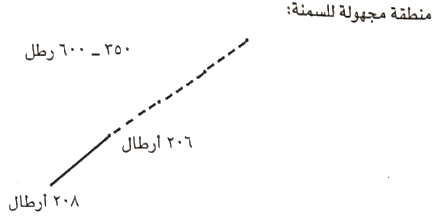 منطقة مجهولة للسمنة:
٣٥٠ – ٦٠٠ رطل
٢٠٦ أرطال
٢٠٨ أرطال